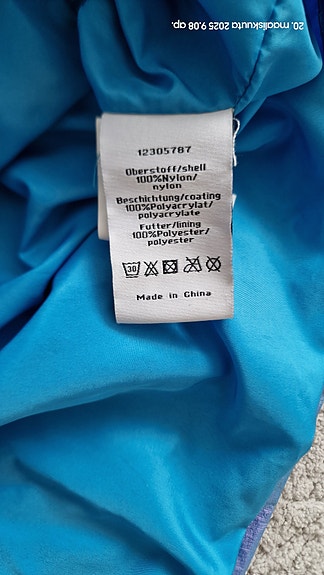 20. maaliskuuta 2025 9.08 ap.
12305787
Oberstoff/shell
100%Nylon/
nylon
Beschichtung/coating
100%Polyacrylat/
polyacrylate
Futter/lining
100%Polyester/
polyester
30
Made in China